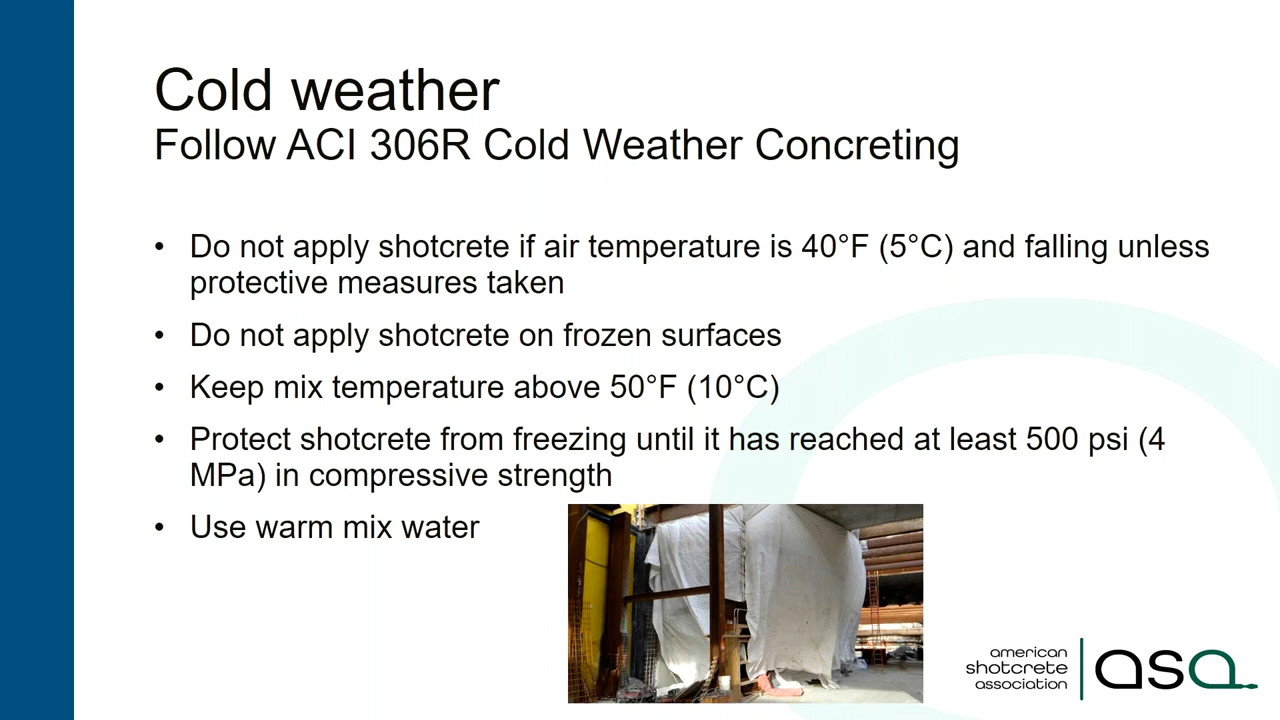 Cold weather
Follow ACI 306R Cold Weather Concreting
• Do not apply shotcrete if air temperature is 40°F (5°C) and falling unless
protective measures taken
• Do not apply shotcrete on frozen surfaces
• Keep mix temperature above 50°F (10°C)
• Protect shotcrete from freezing until it has reached at least 500 psi (4
MPa) in compressive strength
• Use warm mix water
american
shotcrete
association
asa